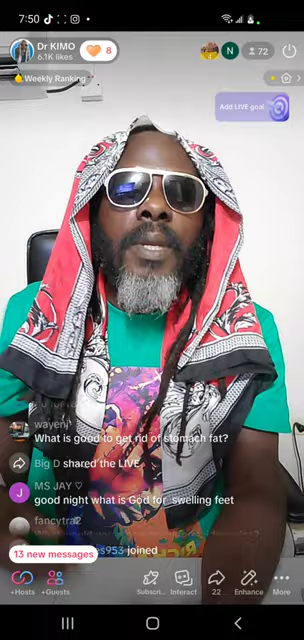 7:50
Dr KIMO
6.1K likes
8
N
72
Weekly Ranking
Add LIVE goal
wayen
What is good to get rid of stomach fat?
Big D shared the LIVE
J
MS JAY ♡
good night what is God for swelling feet
fancytra2
13 new messages
es953 joined
+Hosts
+Guests
Subscri...
Interact
22
Enhance
More